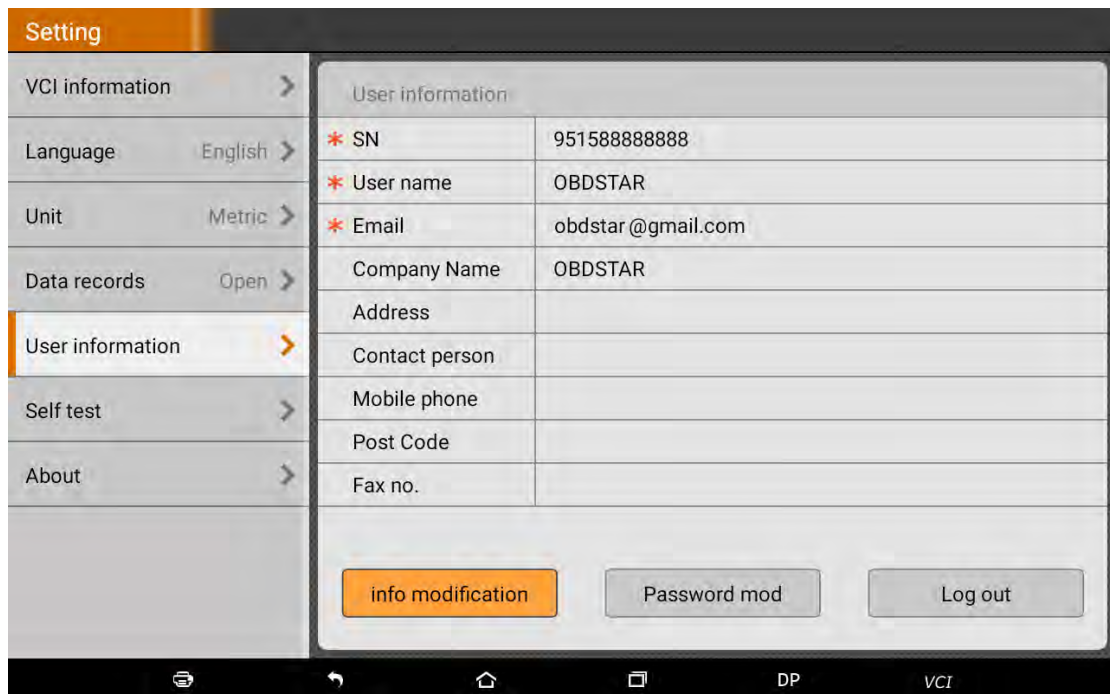 Setting
VCI information
Language English
Unit Metric
Data records Open
User information
Self test
About
User information
* SN 951588888888
* User name OBDSTAR
* Email obdstar@gmail.com
Company Name OBDSTAR
Address
Contact person
Mobile phone
Post Code
Fax no.
info modification Password mod Log out
DP VCI